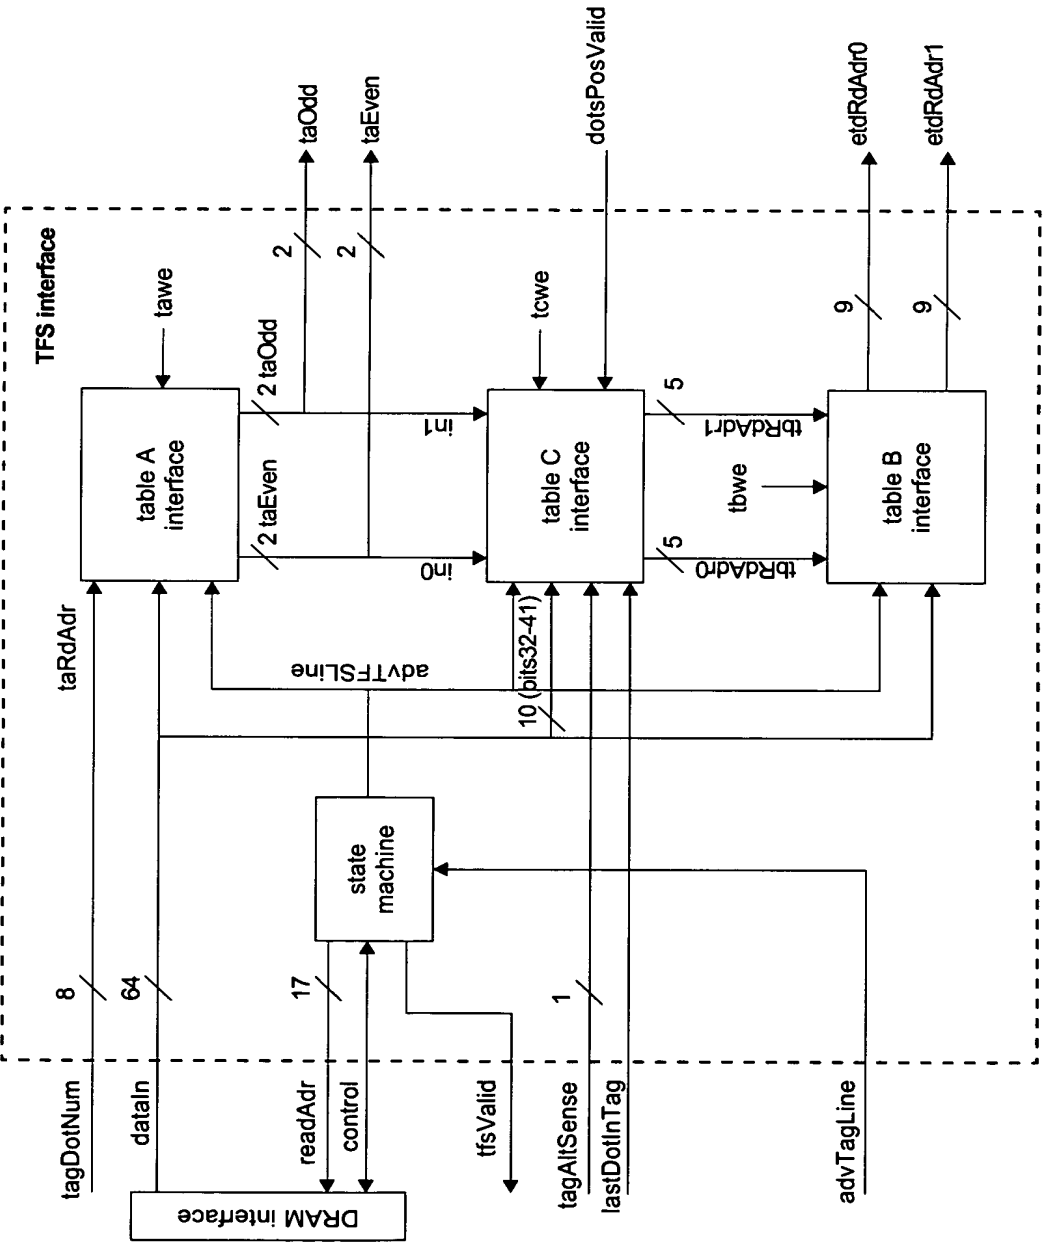 TFS interface
taOdd
taEven
dotsPosValid
etdRdAdr0
etdRdAdr1
2
2
9
9
tawe
tcwe
tbwe
table A
interface
table C
interface
table B
interface
2 taOdd
2 taEven
in1
in0
5
tbRdAdr1
5
tbRdAdr0
taRdAdr
advTFSLine
10 (bits32-41)
state
machine
8
64
17
1
tagDotNum
dataIn
readAdr
control
tfsValid
tagAltSense
lastDotInTag
advTagLine
DRAM interface